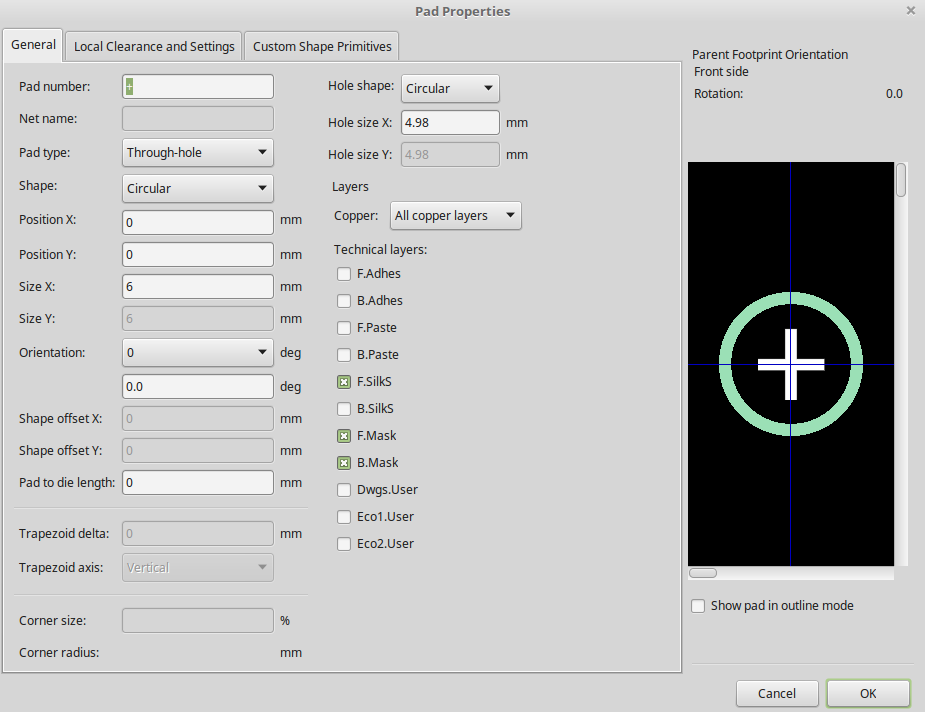 Pad Properties
General
Local Clearance and Settings
Custom Shape Primitives
Pad number: +
Net name:
Pad type: Through-hole
Shape: Circular
Position X: 0 mm
Position Y: 0 mm
Size X: 6 mm
Size Y: 6 mm
Orientation: 0 deg
0.0 deg
Shape offset X: 0 mm
Shape offset Y: 0 mm
Pad to die length: 0 mm
Trapezoid delta: 0 mm
Trapezoid axis: Vertical
Corner size: %
Corner radius: mm
Hole shape: Circular
Hole size X: 4.98 mm
Hole size Y: 4.98 mm
Layers
Copper: All copper layers
Technical layers:
F.Adhes
B.Adhes
F.Paste
B.Paste
F.SilkS
B.SilkS
F.Mask
B.Mask
Dwgs.User
Eco1.User
Eco2.User
Parent Footprint Orientation
Front side
Rotation: 0.0
+
Show pad in outline mode
Cancel
OK